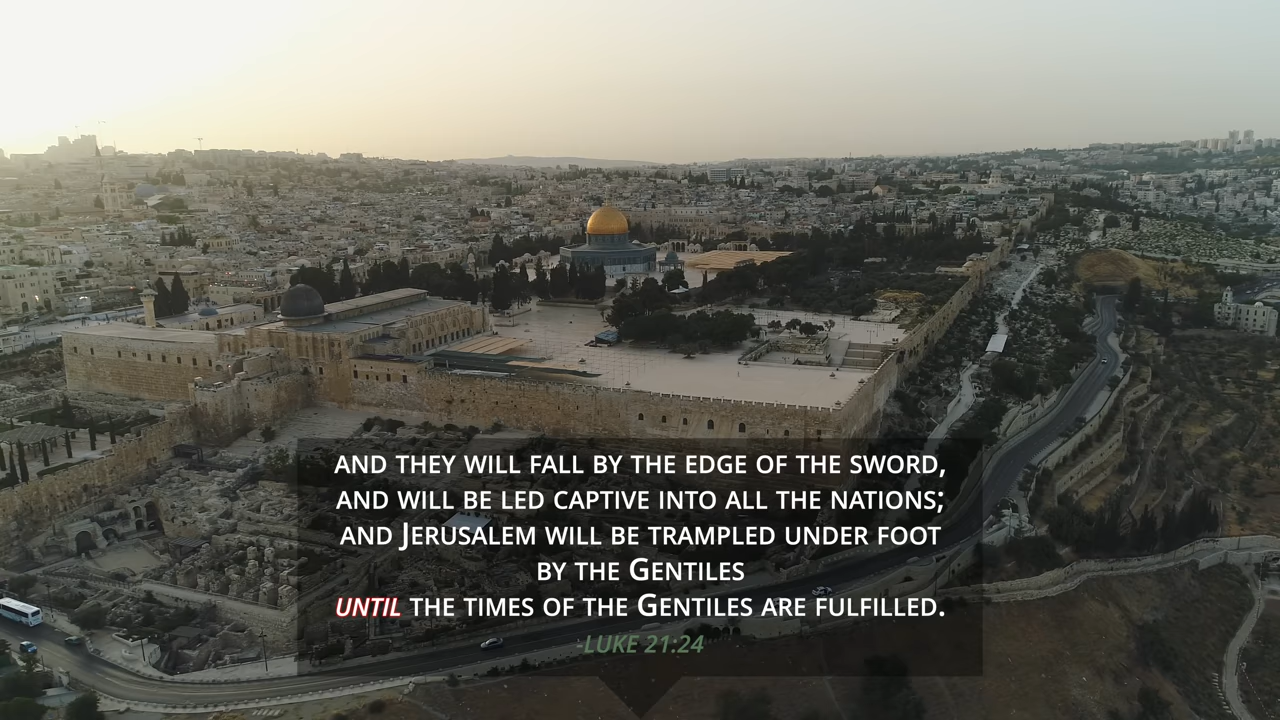 AND THEY WILL FALL BY THE EDGE OF THE SWORD,
AND WILL BE LED CAPTIVE INTO ALL THE NATIONS;
AND JERUSALEM WILL BE TRAMPLED UNDER FOOT
BY THE GENTILES
UNTIL THE TIMES OF THE GENTILES ARE FULFILLED.
-LUKE 21:24